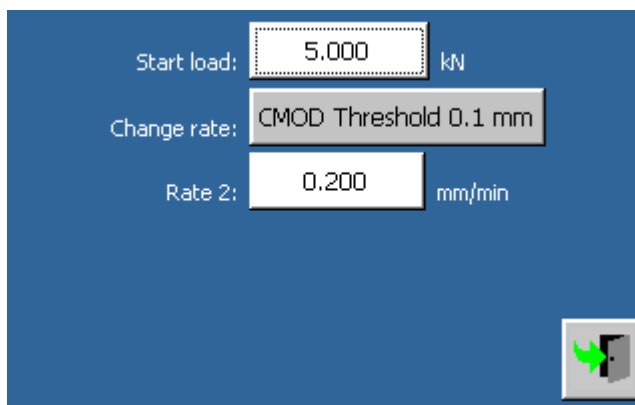 Start load: 5.000 kN
Change rate: CMOD Threshold 0.1 mm
Rate 2: 0.200 mm/min